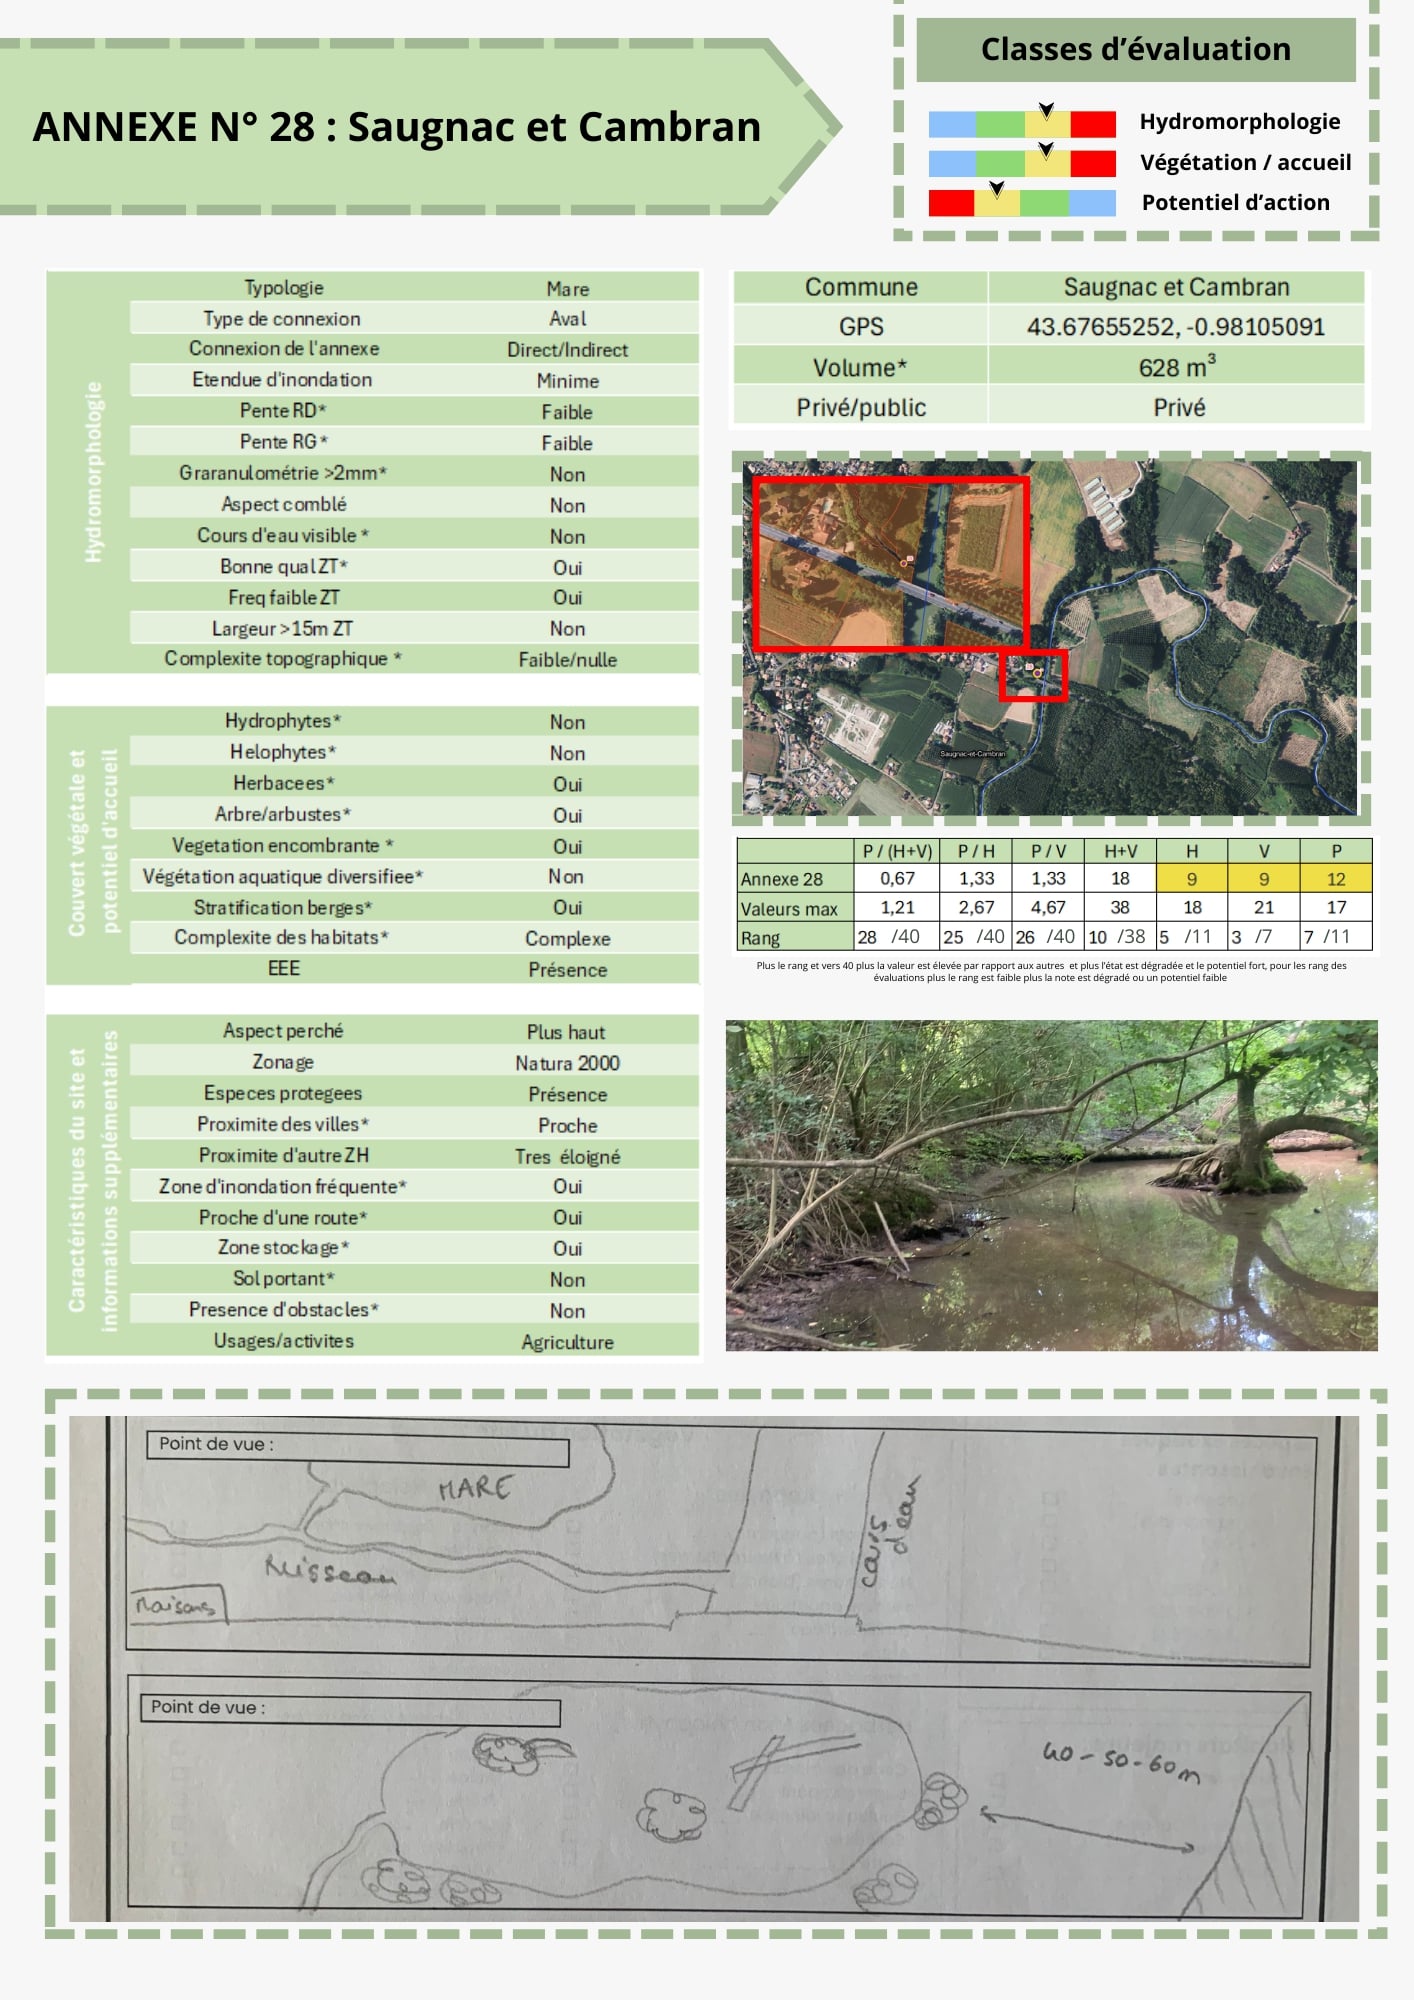 ANNEXE N° 28 : Saugnac et Cambran
Classes d'évaluation
Hydromorphologie
Végétation / accueil
Potentiel d'action
Hydromorphologie
Typologie Mare
Type de connexion Aval
Connexion de l'annexe Direct/Indirect
Etendue d'inondation Minime
Pente RD* Faible
Pente RG* Faible
Graranulométrie >2mm* Non
Aspect comblé Non
Cours d'eau visible * Non
Bonne qual ZT* Oui
Freq faible ZT Oui
Largeur >15m ZT Non
Complexite topographique * Faible/nulle
Couvert végétale et
potentiel d'accueil
Hydrophytes* Non
Helophytes* Non
Herbacees* Oui
Arbre/arbustes* Oui
Vegetation encombrante * Oui
Végétation aquatique diversifiee* Non
Stratification berges* Oui
Complexite des habitats* Complexe
EEE Présence
Caractéristiques du site et
informations supplémentaires
Aspect perché Plus haut
Zonage Natura 2000
Especes protegees Présence
Proximite des villes* Proche
Proximite d'autre ZH Tres éloigné
Zone d'inondation fréquente* Oui
Proche d'une route* Oui
Zone stockage* Oui
Sol portant* Non
Presence d'obstacles* Non
Usages/activites Agriculture
Commune Saugnac et Cambran
GPS 43.67655252, -0.98105091
Volume* 628 m³
Privé/public Privé
Saugnac-et-Cambran
P / (H+V) P / H P / V H+V H V P
Annexe 28 0,67 1,33 1,33 18 9 9 12
Valeurs max 1,21 2,67 4,67 38 18 21 17
Rang 28 /40 25 /40 26 /40 10 /38 5 /11 3 /7 7 /11
Plus le rang et vers 40 plus la valeur est élevée par rapport aux autres et plus l'état est dégradée et le potentiel fort, pour les rang des
évaluations plus le rang est faible plus la note est dégradé ou un potentiel faible
Point de vue :
MARE
cours
d'eau
Ruisseau
Maisons
Point de vue :
40-50-60m